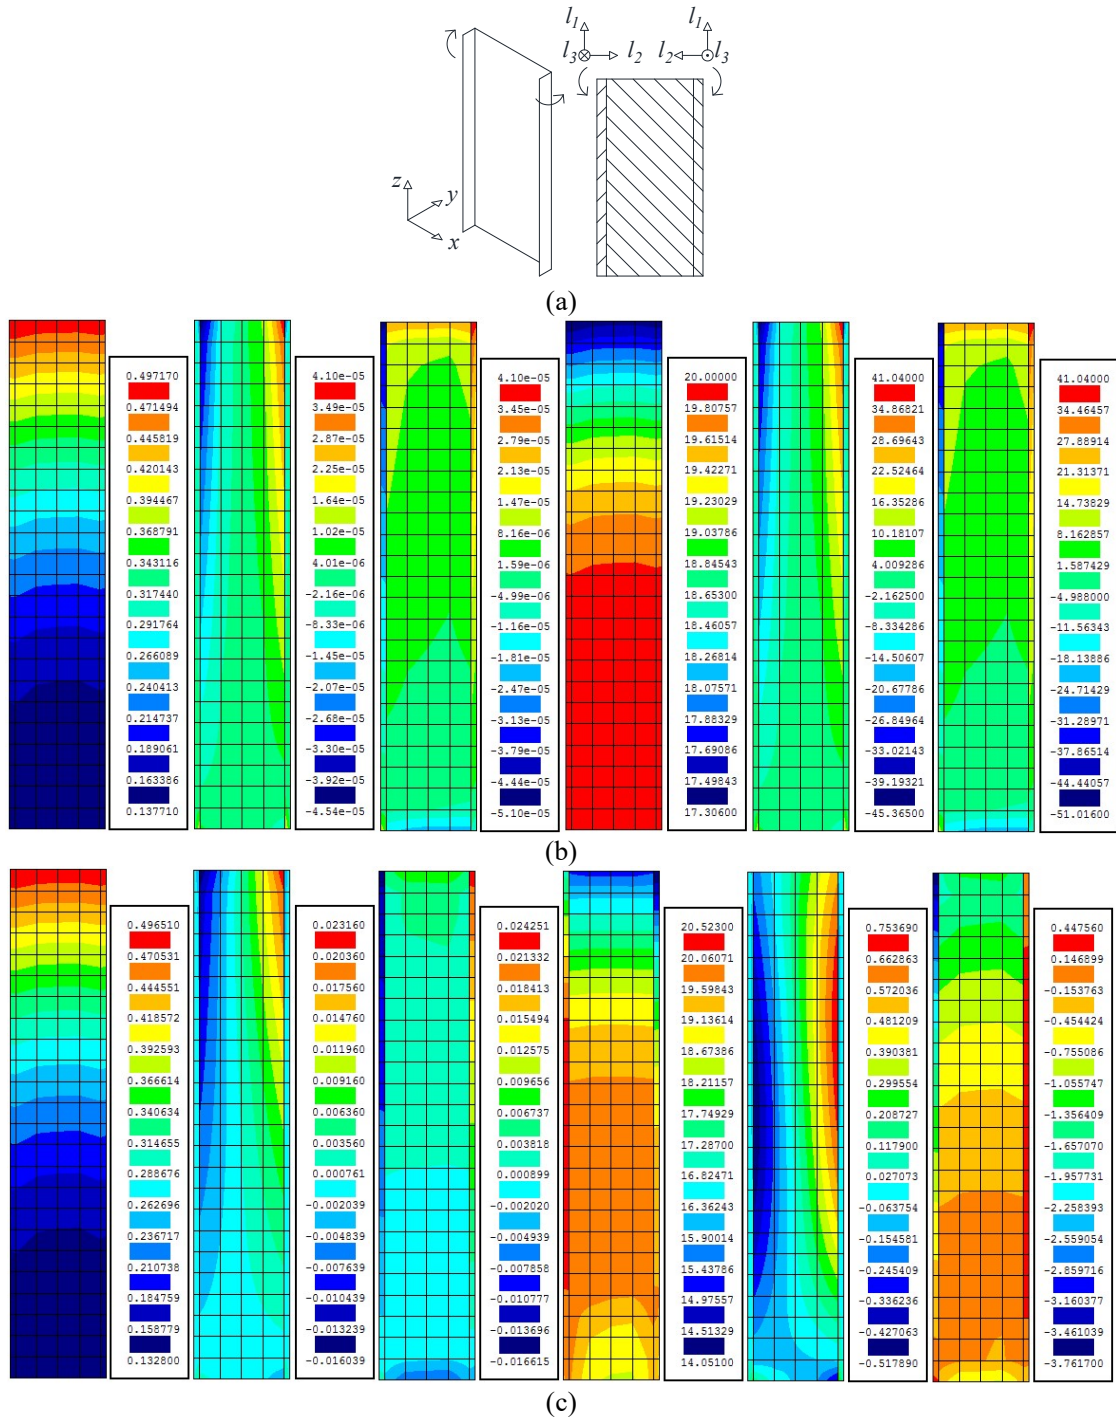 l1 l1
l3 l2 l2 l3
z
y
x
(a)
0.497170 4.10e-05 4.10e-05 20.00000 41.04000 41.04000
0.471494 3.49e-05 3.45e-05 19.80757 34.86821 34.46457
0.445819 2.87e-05 2.79e-05 19.61514 28.69643 27.88914
0.420143 2.25e-05 2.13e-05 19.42271 22.52464 21.31371
0.394467 1.64e-05 1.47e-05 19.23029 16.35286 14.73829
0.368791 1.02e-05 8.16e-06 19.03786 10.18107 8.162857
0.343116 4.01e-06 1.59e-06 18.84543 4.009286 1.587429
0.317440 -2.16e-06 -4.99e-06 18.65300 -2.162500 -4.988000
0.291764 -8.33e-06 -1.16e-05 18.46057 -8.334286 -11.56343
0.266089 -1.45e-05 -1.81e-05 18.26814 -14.50607 -18.13886
0.240413 -2.07e-05 -2.47e-05 18.07571 -20.67786 -24.71429
0.214737 -2.68e-05 -3.13e-05 17.88329 -26.84964 -31.28971
0.189061 -3.30e-05 -3.79e-05 17.69086 -33.02143 -37.86514
0.163386 -3.92e-05 -4.44e-05 17.49843 -39.19321 -44.44057
0.137710 -4.54e-05 -5.10e-05 17.30600 -45.36500 -51.01600
(b)
0.496510 0.023160 0.024251 20.52300 0.753690 0.447560
0.470531 0.020360 0.021332 20.06071 0.662863 0.146899
0.444551 0.017560 0.018413 19.59843 0.572036 -0.153763
0.418572 0.014760 0.015494 19.13614 0.481209 -0.454424
0.392593 0.011960 0.012575 18.67386 0.390381 -0.755086
0.366614 0.009160 0.009656 18.21157 0.299554 -1.055747
0.340634 0.006360 0.006737 17.74929 0.208727 -1.356409
0.314655 0.003560 0.003818 17.28700 0.117900 -1.657070
0.288676 0.000761 0.000899 16.82471 0.027073 -1.957731
0.262696 -0.002039 -0.002020 16.36243 -0.063754 -2.258393
0.236717 -0.004839 -0.004939 15.90014 -0.154581 -2.559054
0.210738 -0.007639 -0.007858 15.43786 -0.245409 -2.859716
0.184759 -0.010439 -0.010777 14.97557 -0.336236 -3.160377
0.158779 -0.013239 -0.013696 14.51329 -0.427063 -3.461039
0.132800 -0.016039 -0.016615 14.05100 -0.517890 -3.761700
(c)